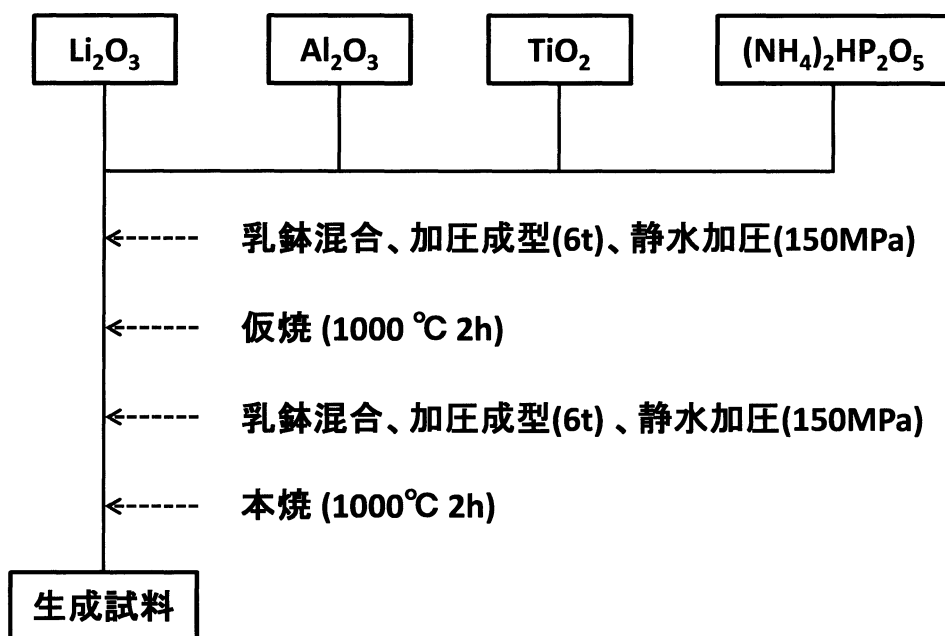 Li₂O₃
Al₂O₃
TiO₂
(NH₄)₂HP₂O₅
乳鉢混合、加圧成型(6t)、静水加圧(150MPa)
仮焼 (1000 ℃ 2h)
乳鉢混合、加圧成型(6t) 、静水加圧(150MPa)
本焼 (1000℃ 2h)
生成試料